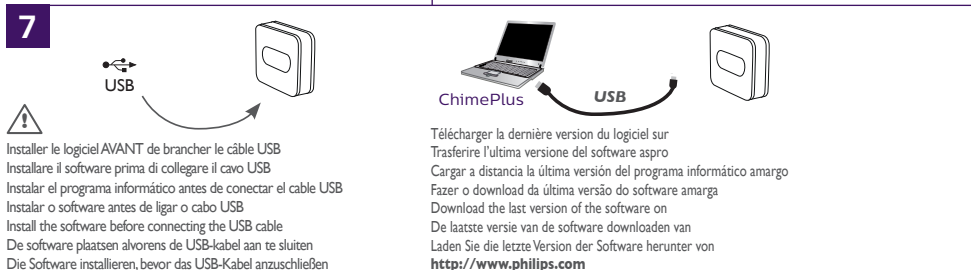 7
USB
Installer le logiciel AVANT de brancher le câble USB
Installare il software prima di collegare il cavo USB
Instalar el programa informático antes de conectar el cable USB
Instalar o software antes de ligar o cabo USB
Install the software before connecting the USB cable
De software plaatsen alvorens de USB-kabel aan te sluiten
Die Software installieren, bevor das USB-Kabel anzuschließen
ChimePlus
USB
Télécharger la dernière version du logiciel sur
Trasferire l'ultima versione del software aspro
Cargar a distancia la última versión del programa informático amargo
Fazer o download da última versão do software amarga
Download the last version of the software on
De laatste versie van de software downloaden van
Laden Sie die letzte Version der Software herunter von
http://www.philips.com